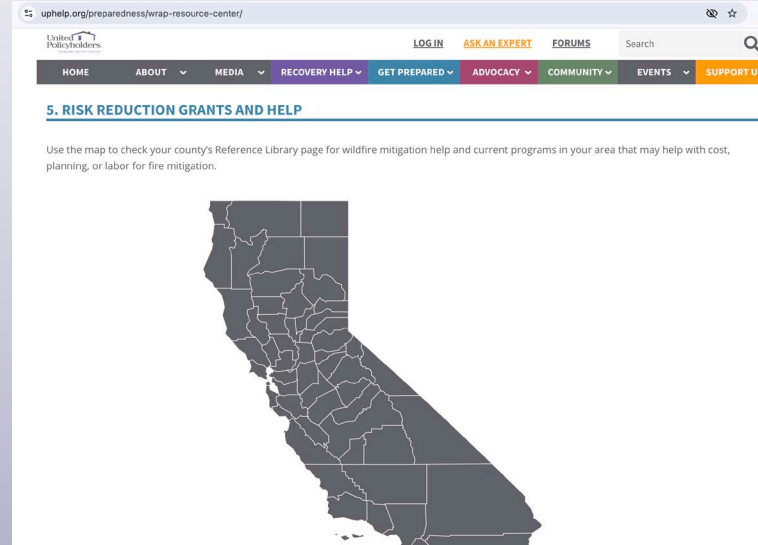 uphelp.org/preparedness/wrap-resource-center/
United
Policyholders
LOG IN ASK AN EXPERT FORUMS Search
HOME ABOUT MEDIA RECOVERY HELP GET PREPARED ADVOCACY COMMUNITY EVENTS SUPPORT U
5. RISK REDUCTION GRANTS AND HELP
Use the map to check your county's Reference Library page for wildfire mitigation help and current programs in your area that may help with cost,
planning, or labor for fire mitigation.